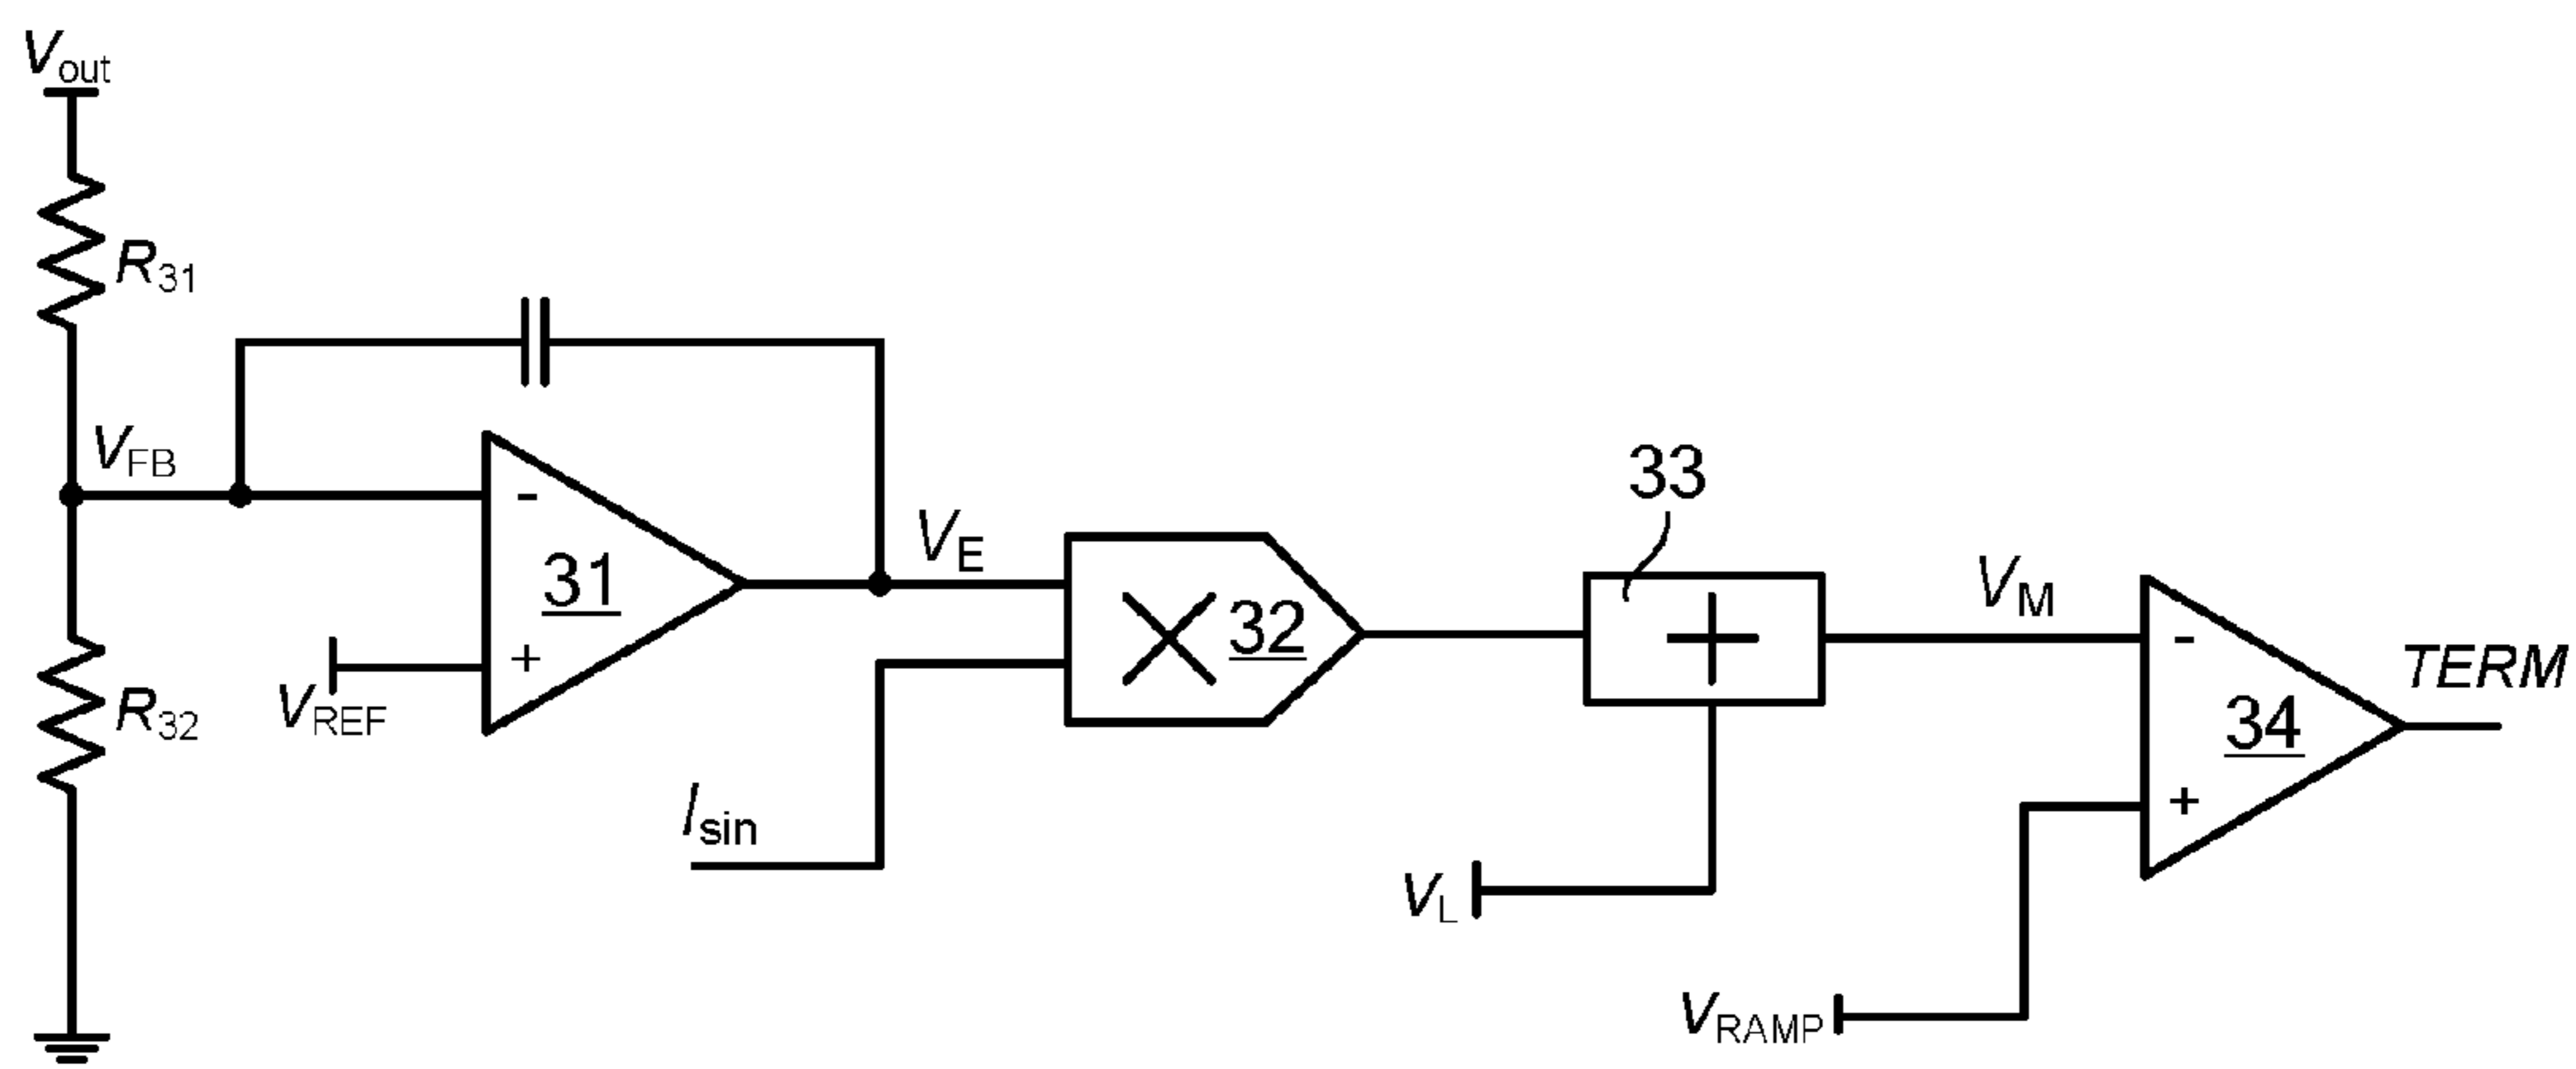 Vout
R31
VFB
-
31
+
VREF
R32
VE
32
Isin
33
+
VL
VM
-
34
+
TERM
VRAMP